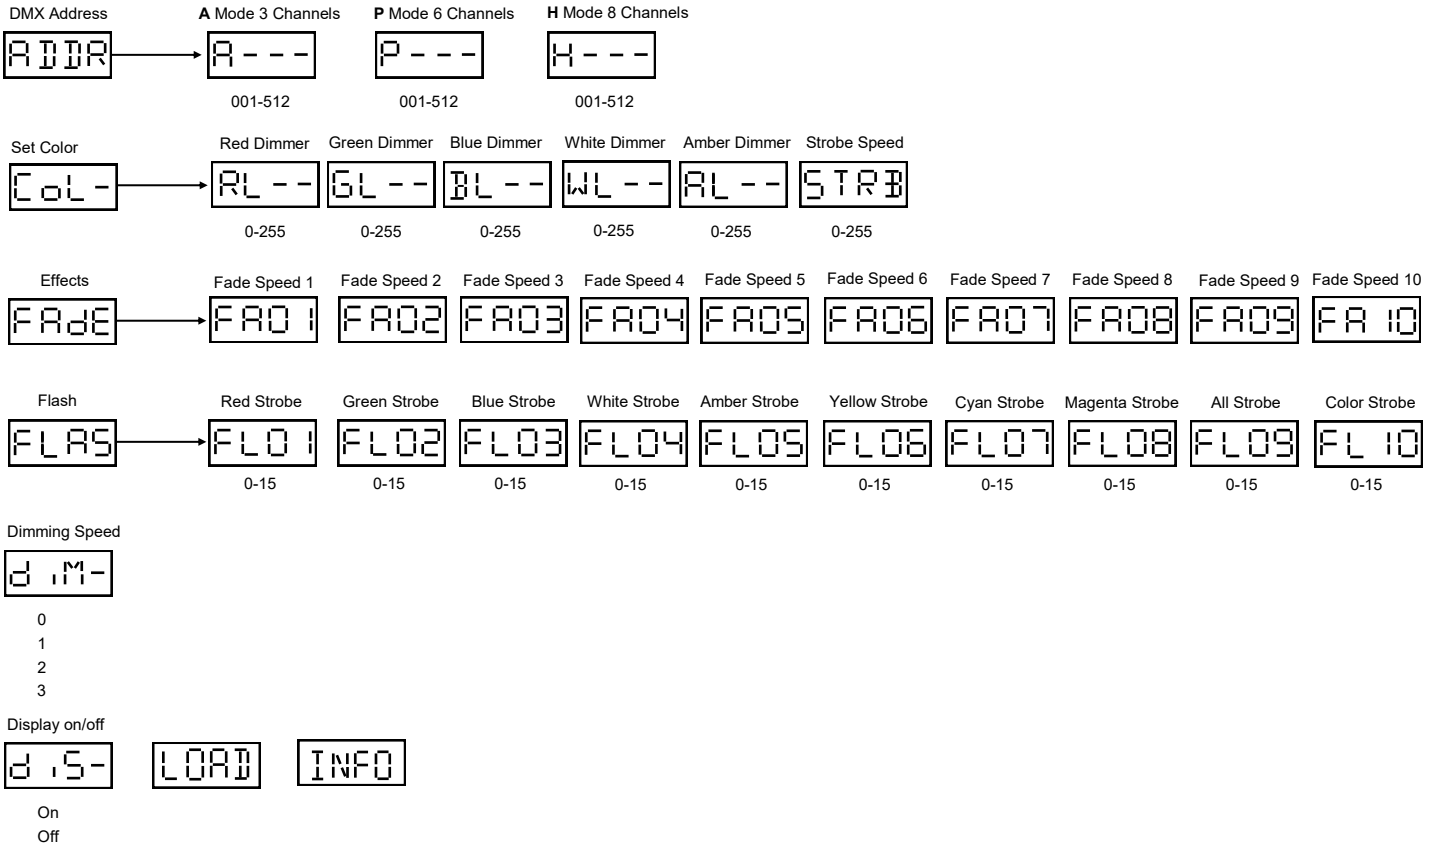 DMX Address A Mode 3 Channels P Mode 6 Channels H Mode 8 Channels
ADDR A--- P--- H---
001-512 001-512 001-512
Set Color Red Dimmer Green Dimmer Blue Dimmer White Dimmer Amber Dimmer Strobe Speed
CoL- RL-- GL-- BL-- WL-- AL-- STRB
0-255 0-255 0-255 0-255 0-255 0-255
Effects Fade Speed 1 Fade Speed 2 Fade Speed 3 Fade Speed 4 Fade Speed 5 Fade Speed 6 Fade Speed 7 Fade Speed 8 Fade Speed 9 Fade Speed 10
FAdE FA01 FA02 FA03 FA04 FA05 FA06 FA07 FA08 FA09 FA10
Flash Red Strobe Green Strobe Blue Strobe White Strobe Amber Strobe Yellow Strobe Cyan Strobe Magenta Strobe All Strobe Color Strobe
FLAS FL01 FL02 FL03 FL04 FL05 FL06 FL07 FL08 FL09 FL10
0-15 0-15 0-15 0-15 0-15 0-15 0-15 0-15 0-15 0-15
Dimming Speed
diM-
0
1
2
3
Display on/off
diS- LOAD INFO
On
Off